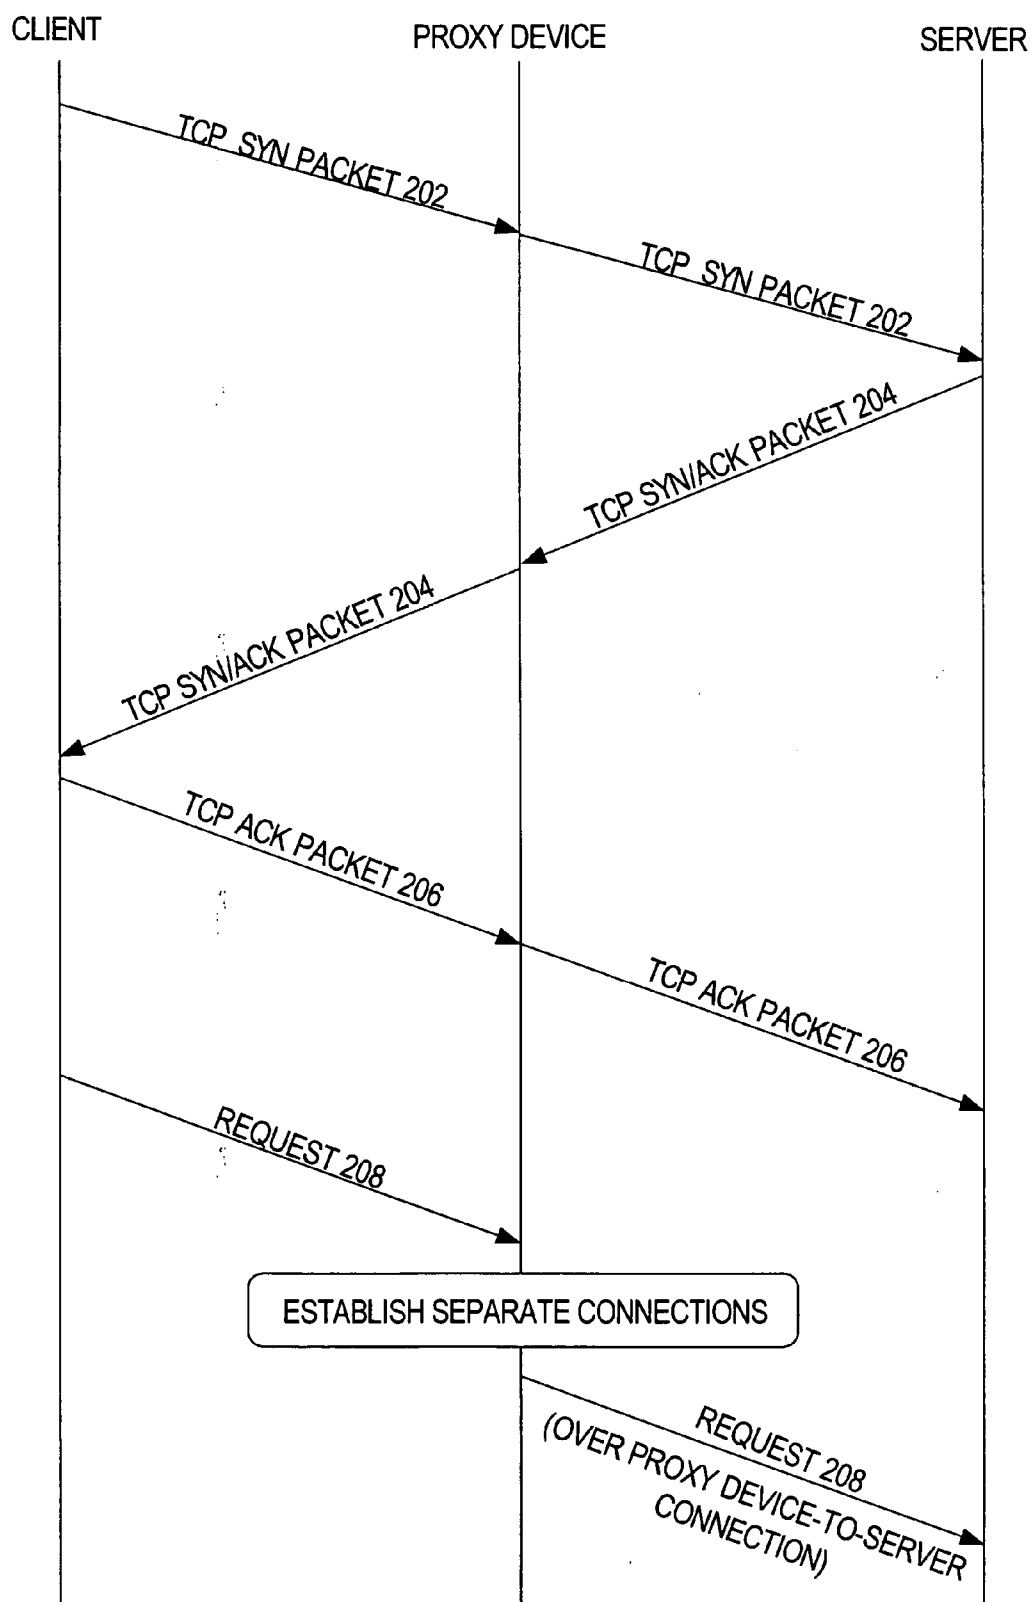 CLIENT
PROXY DEVICE
SERVER
TCP SYN PACKET 202
TCP SYN PACKET 202
TCP SYN/ACK PACKET 204
TCP SYN/ACK PACKET 204
TCP ACK PACKET 206
TCP ACK PACKET 206
REQUEST 208
ESTABLISH SEPARATE CONNECTIONS
REQUEST 208
(OVER PROXY DEVICE-TO-SERVER
CONNECTION)